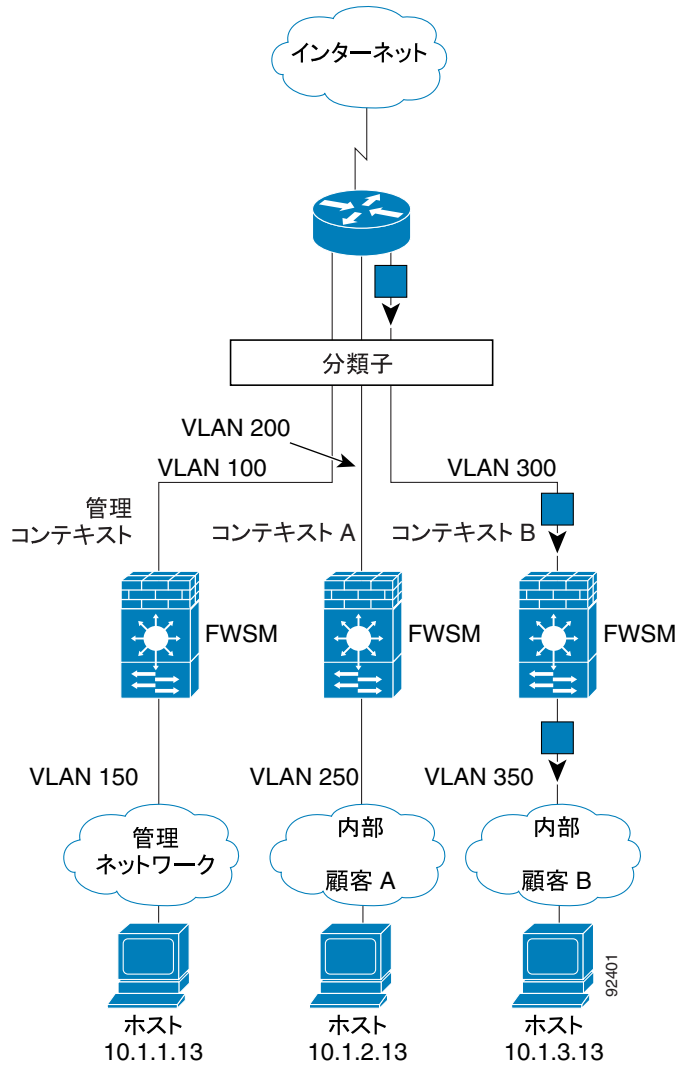 インターネット
分類子
VLAN 200
VLAN 100
VLAN 300
管理
コンテキスト
コンテキスト A
コンテキスト B
FWSM
FWSM
FWSM
VLAN 150
VLAN 250
VLAN 350
管理
ネットワーク
内部
顧客 A
内部
顧客 B
92401
ホスト
10.1.1.13
ホスト
10.1.2.13
ホスト
10.1.3.13